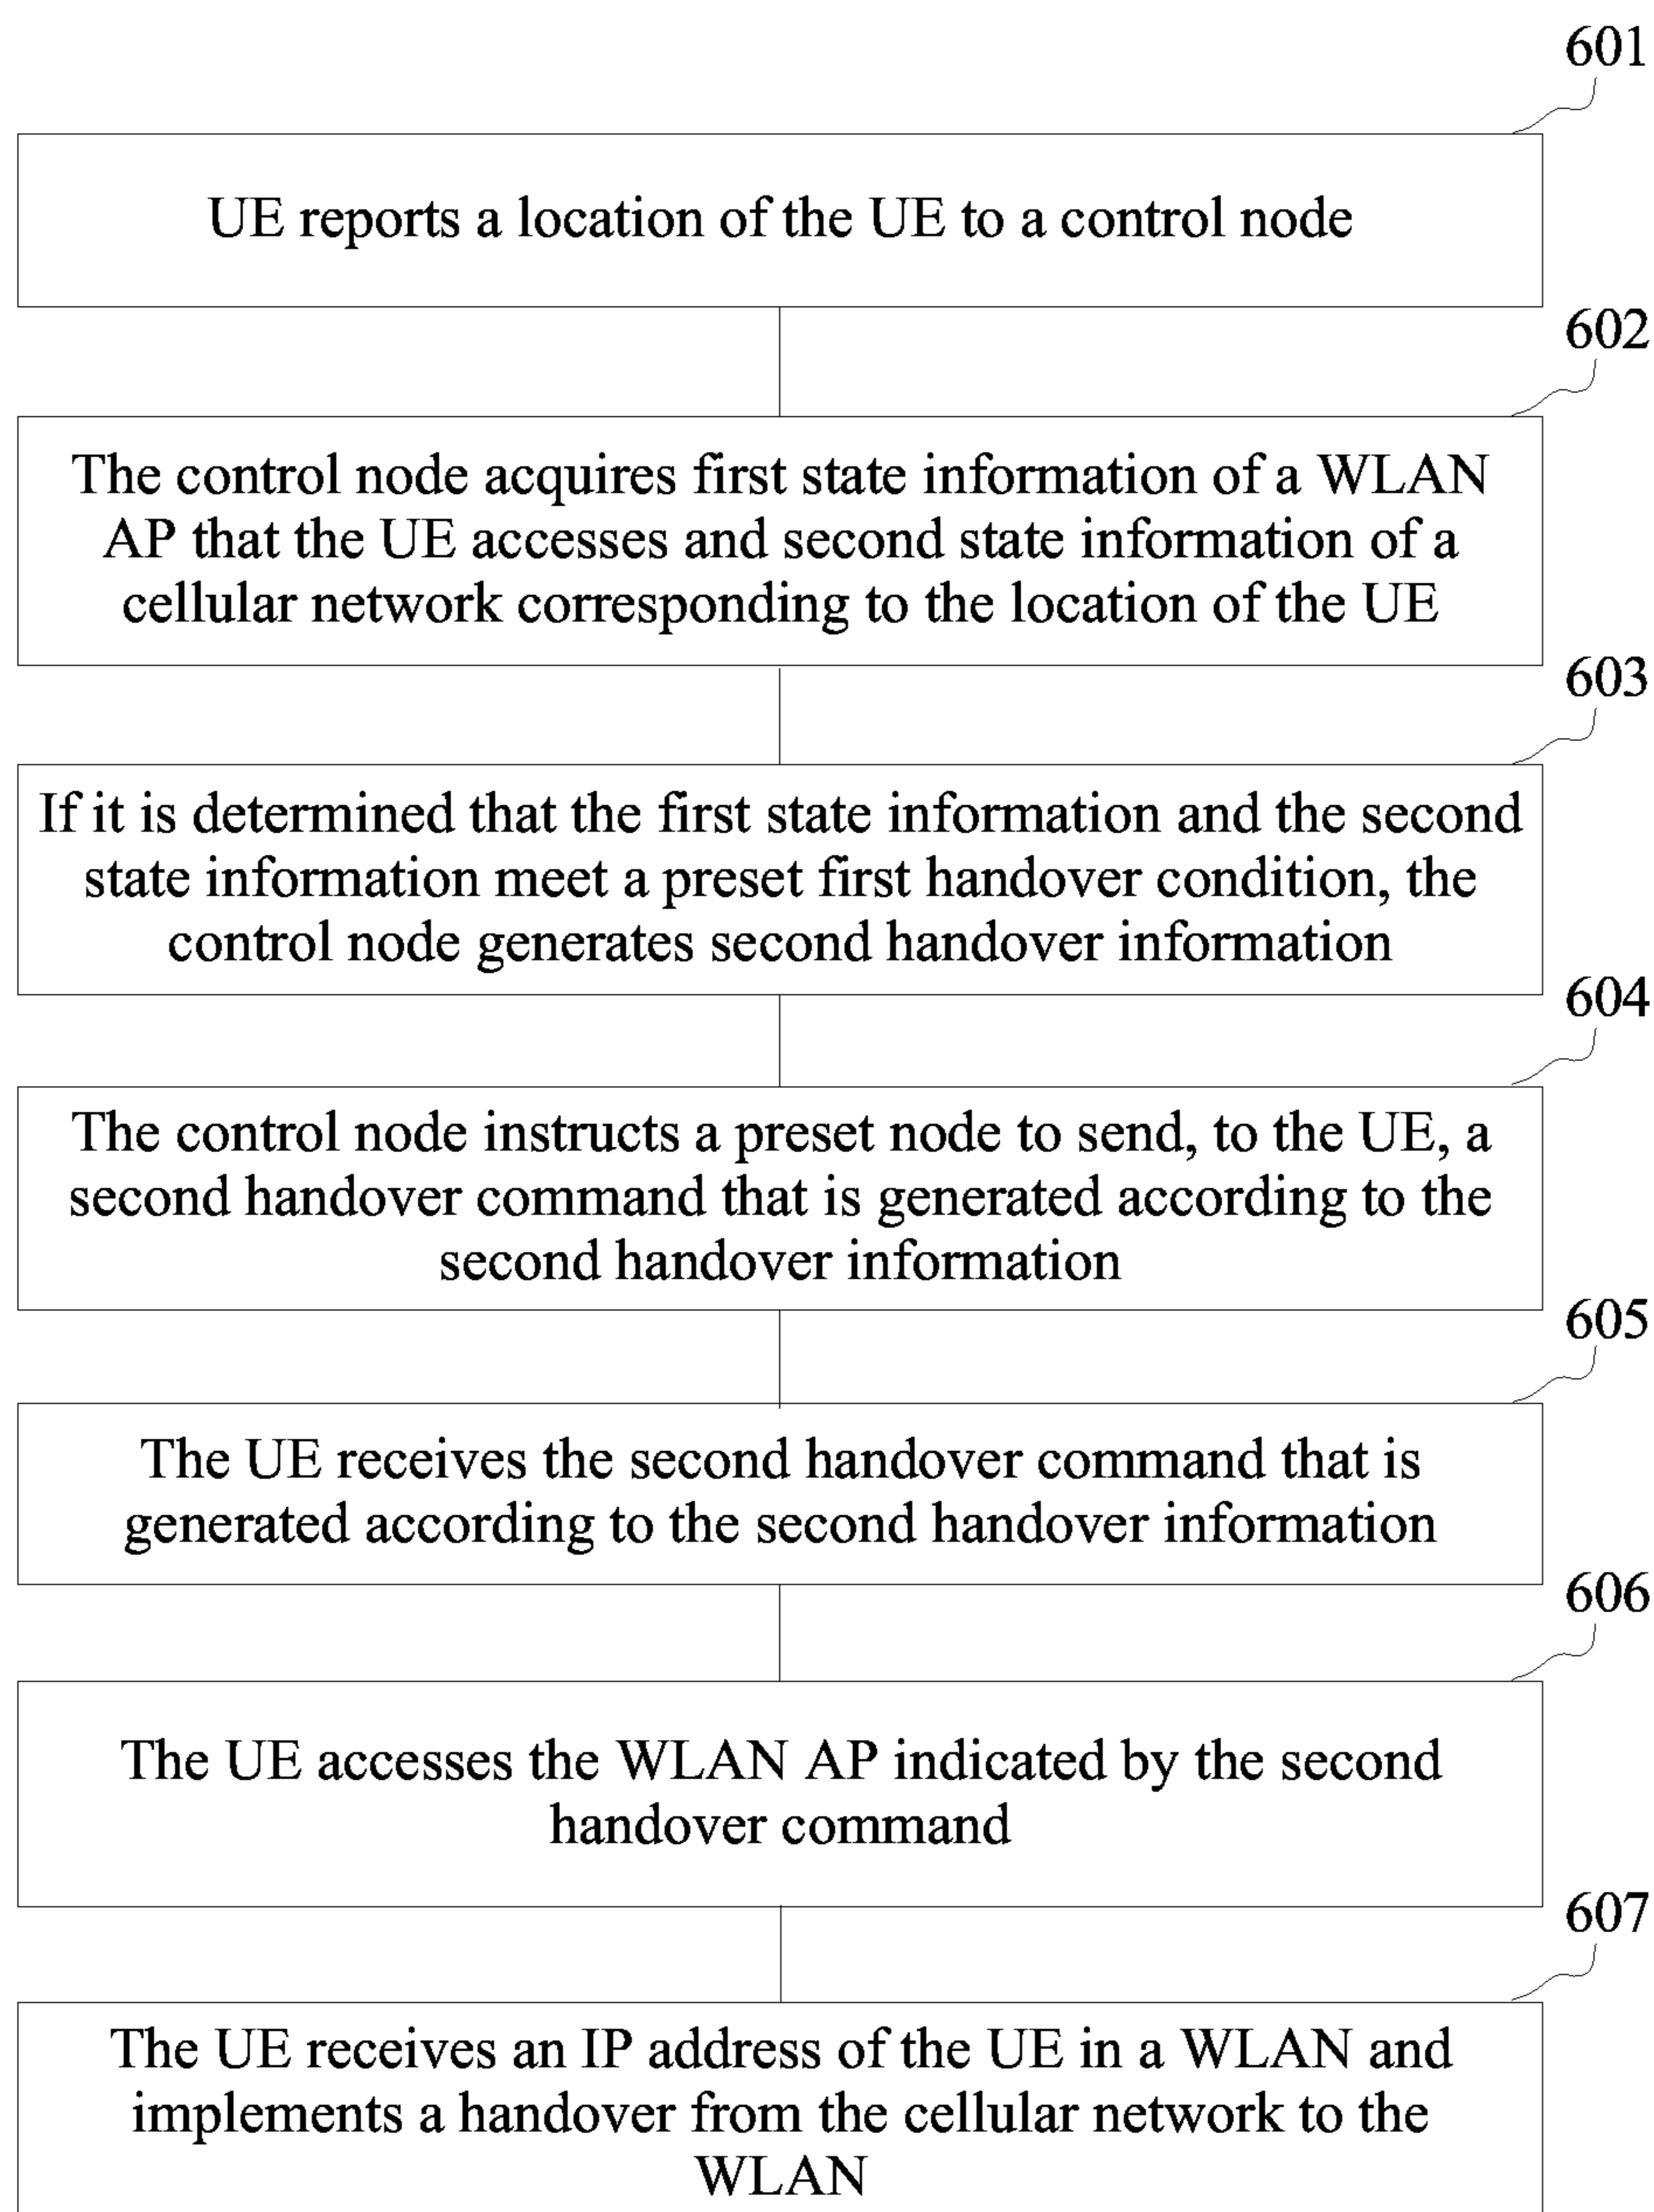 601
UE reports a location of the UE to a control node
602
The control node acquires first state information of a WLAN
AP that the UE accesses and second state information of a
cellular network corresponding to the location of the UE
603
If it is determined that the first state information and the second
state information meet a preset first handover condition, the
control node generates second handover information
604
The control node instructs a preset node to send, to the UE, a
second handover command that is generated according to the
second handover information
605
The UE receives the second handover command that is
generated according to the second handover information
606
The UE accesses the WLAN AP indicated by the second
handover command
607
The UE receives an IP address of the UE in a WLAN and
implements a handover from the cellular network to the
WLAN